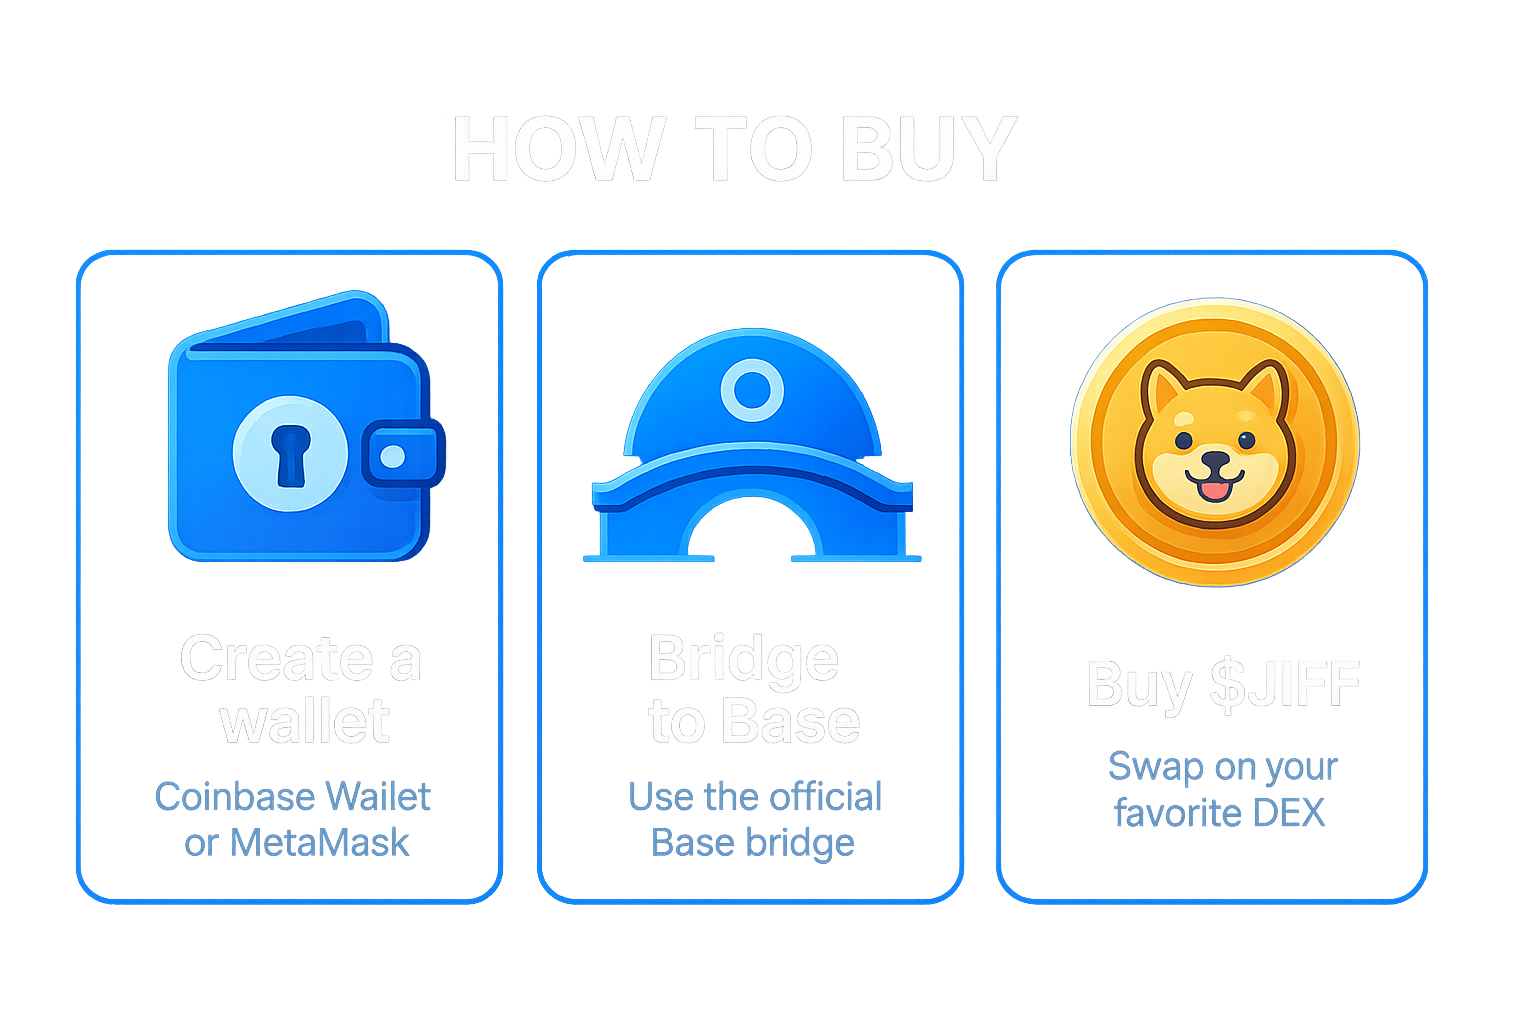 HOW TO BUY
Create a
wallet
Coinbase Wailet
or MetaMask
Bridge
to Base
Use the official
Base bridge
Buy $JIFF
Swap on your
favorite DEX